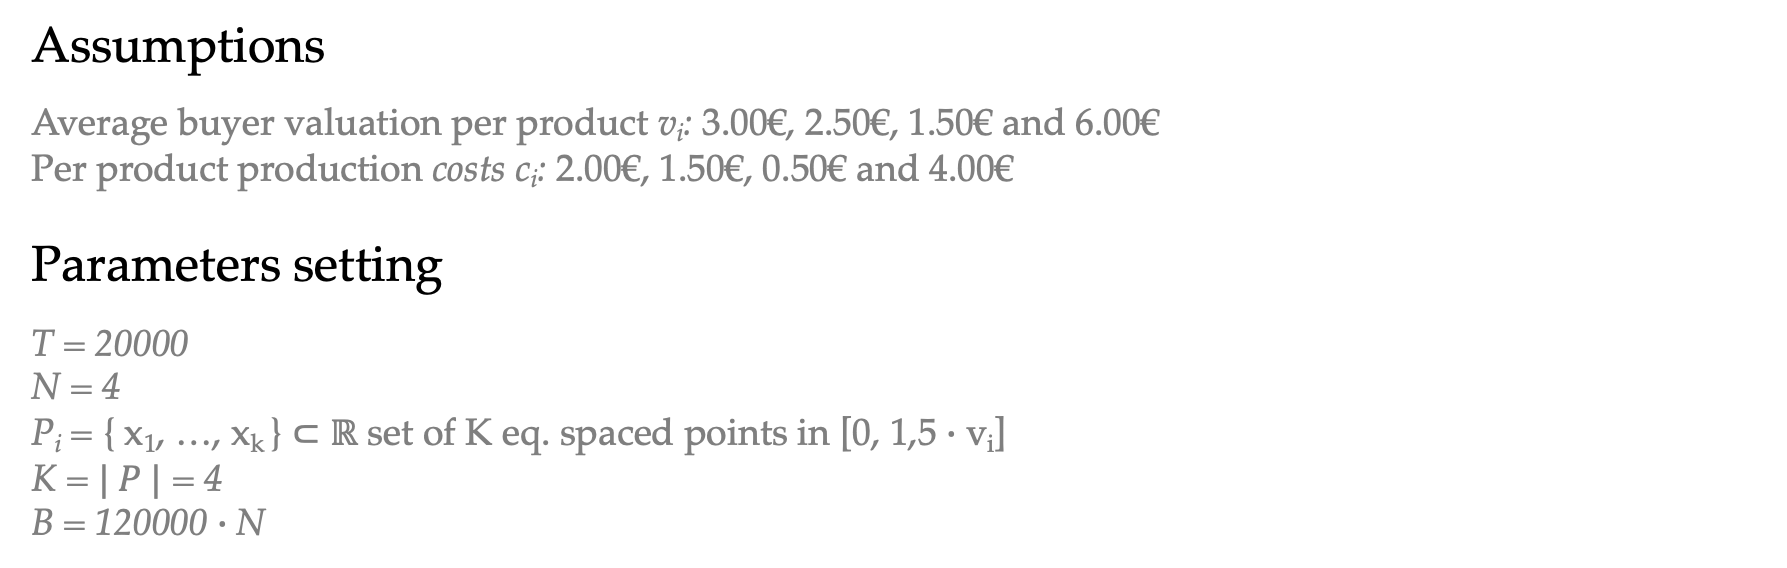 Assumptions
Average buyer valuation per product vᵢ: 3.00€, 2.50€, 1.50€ and 6.00€
Per product production costs cᵢ: 2.00€, 1.50€, 0.50€ and 4.00€
Parameters setting
T = 20000
N = 4
Pᵢ = { x₁, …, xₖ} ⊂ ℝ set of K eq. spaced points in [0, 1,5 · vᵢ]
K = | P | = 4
B = 120000 · N